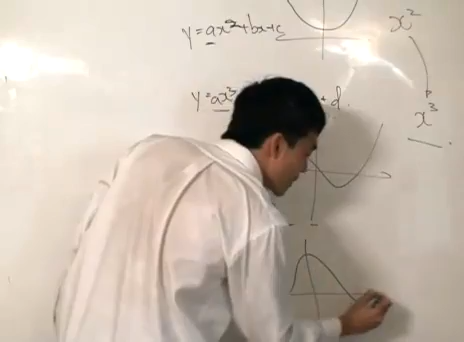 y = ax²+bx+c
x²
y = ax³ + d.
x³